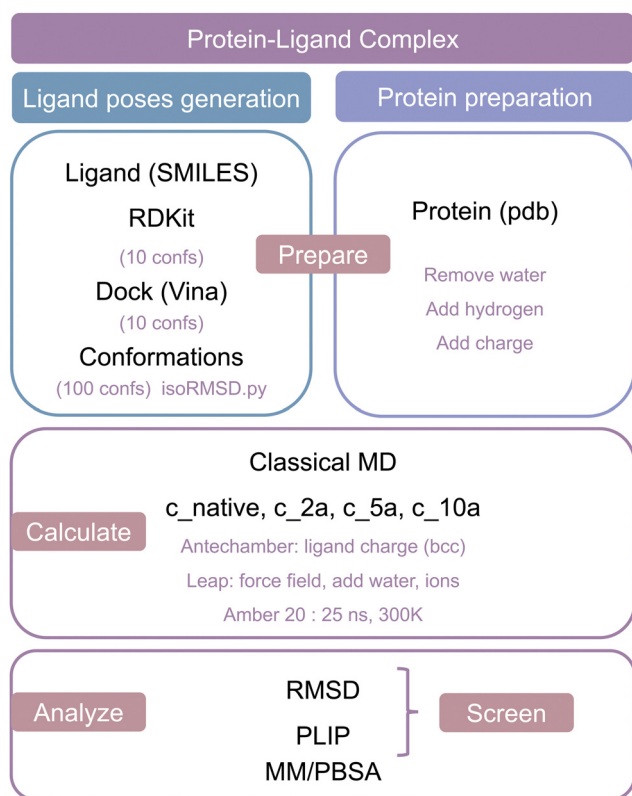 Protein-Ligand Complex
Ligand poses generation
Protein preparation
Ligand (SMILES)
RDKit
(10 confs)
Dock (Vina)
(10 confs)
Conformations
(100 confs) isoRMSD.py
Prepare
Protein (pdb)
Remove water
Add hydrogen
Add charge
Classical MD
c_native, c_2a, c_5a, c_10a
Calculate
Antechamber: ligand charge (bcc)
Leap: force field, add water, ions
Amber 20 : 25 ns, 300K
Analyze
RMSD
PLIP
MM/PBSA
Screen